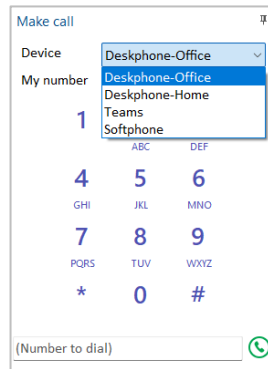 Make call
Device Deskphone-Office
My number Deskphone-Office
Deskphone-Home
Teams
Softphone
1
ABC DEF
4 5 6
GHI JKL MNO
7 8 9
PQRS TUV WXYZ
* 0 #
(Number to dial)